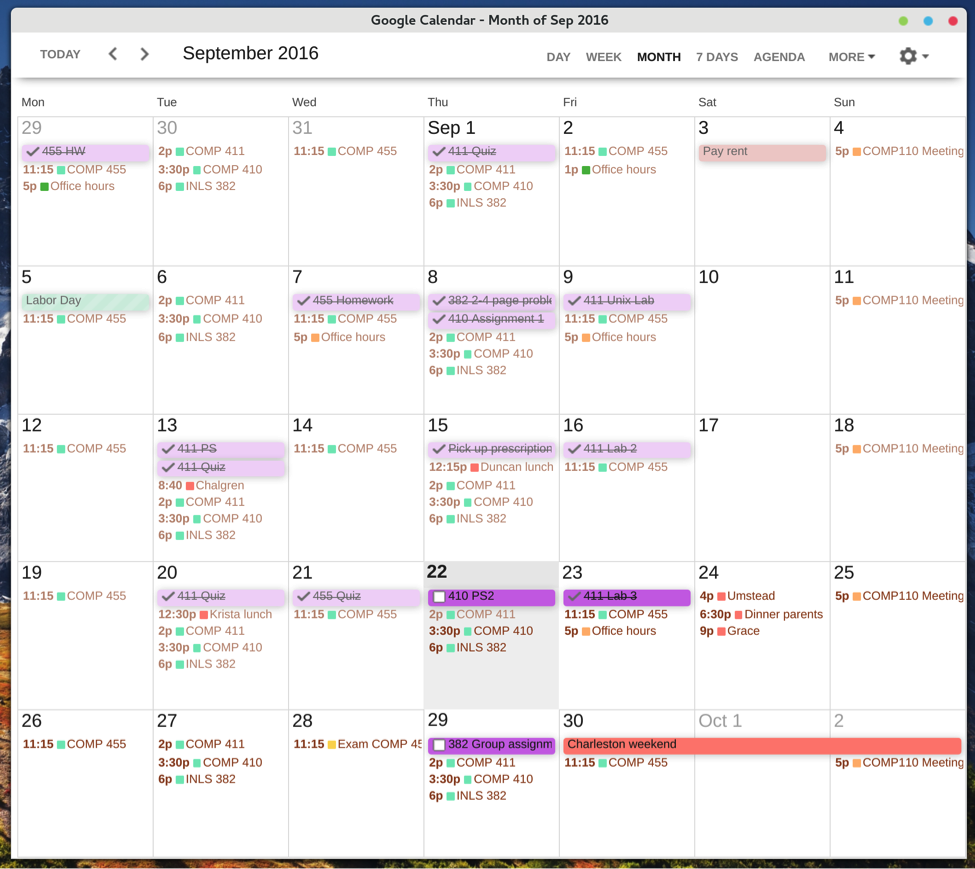 Google Calendar - Month of Sep 2016
TODAY September 2016 DAY WEEK MONTH 7 DAYS AGENDA MORE
Mon Tue Wed Thu Fri Sat Sun
29
455 HW
11:15 COMP 455
5p Office hours
30
2p COMP 411
3:30p COMP 410
6p INLS 382
31
11:15 COMP 455
Sep 1
411 Quiz
2p COMP 411
3:30p COMP 410
6p INLS 382
2
11:15 COMP 455
1p Office hours
3
Pay rent
4
5p COMP110 Meeting
5
Labor Day
11:15 COMP 455
6
2p COMP 411
3:30p COMP 410
6p INLS 382
7
455 Homework
11:15 COMP 455
5p Office hours
8
382 2-4 page proble
410 Assignment 1
2p COMP 411
3:30p COMP 410
6p INLS 382
9
411 Unix Lab
11:15 COMP 455
5p Office hours
10
11
5p COMP110 Meeting
12
11:15 COMP 455
13
411 PS
411 Quiz
8:40 Chalgren
2p COMP 411
3:30p COMP 410
6p INLS 382
14
11:15 COMP 455
15
Pick up prescription
12:15p Duncan lunch
2p COMP 411
3:30p COMP 410
6p INLS 382
16
411 Lab 2
11:15 COMP 455
17
18
5p COMP110 Meeting
19
11:15 COMP 455
20
411 Quiz
12:30p Krista lunch
2p COMP 411
3:30p COMP 410
6p INLS 382
21
455 Quiz
11:15 COMP 455
22
410 PS2
2p COMP 411
3:30p COMP 410
6p INLS 382
23
411 Lab 3
11:15 COMP 455
5p Office hours
24
4p Umstead
6:30p Dinner parents
9p Grace
25
5p COMP110 Meeting
26
11:15 COMP 455
27
2p COMP 411
3:30p COMP 410
6p INLS 382
28
11:15 Exam COMP 45
29
382 Group assignm
2p COMP 411
3:30p COMP 410
6p INLS 382
30
Charleston weekend
11:15 COMP 455
Oct 1
2
5p COMP110 Meeting